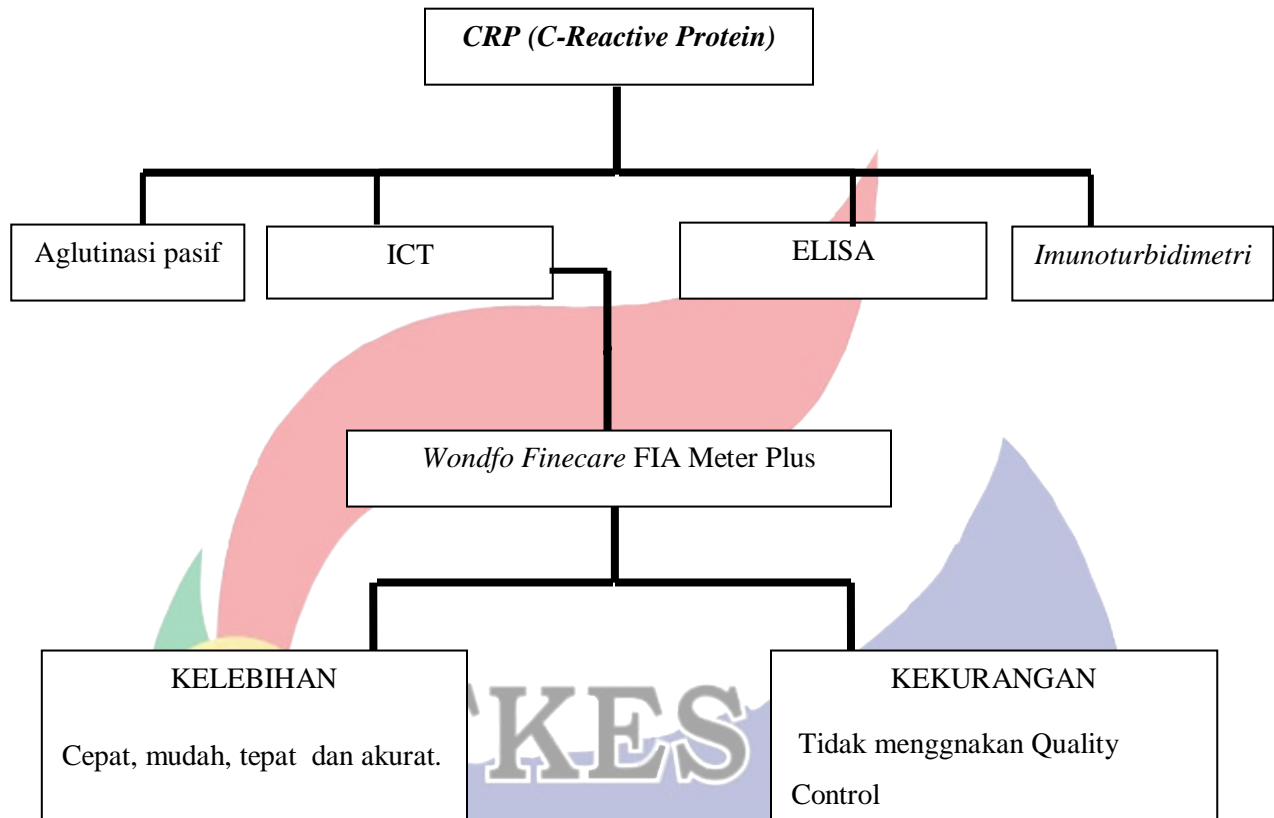 CRP (C-Reactive Protein)
Aglutinasi pasif
ICT
ELISA
Imunoturbidimetri
Wondfo Finecare FIA Meter Plus
KELEBIHAN
Cepat, mudah, tepat dan akurat.
KEKURANGAN
Tidak menggnakan Quality
Control
KES